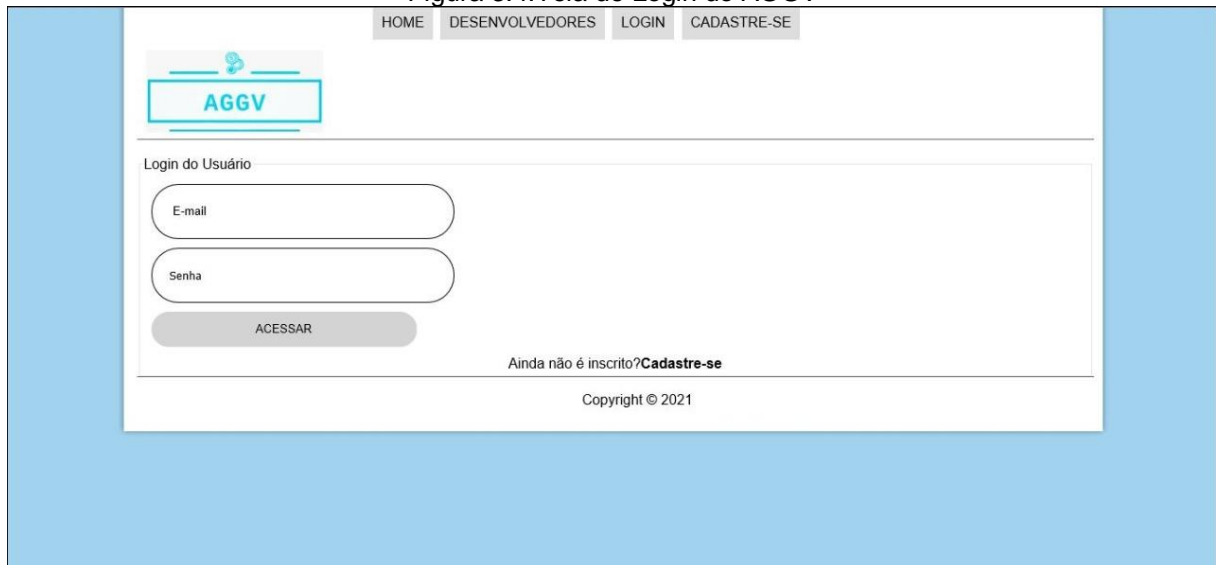 HOME DESENVOLVEDORES LOGIN CADASTRE-SE
AGGV
Login do Usuário
E-mail
Senha
ACESSAR
Ainda não é inscrito?Cadastre-se
Copyright © 2021